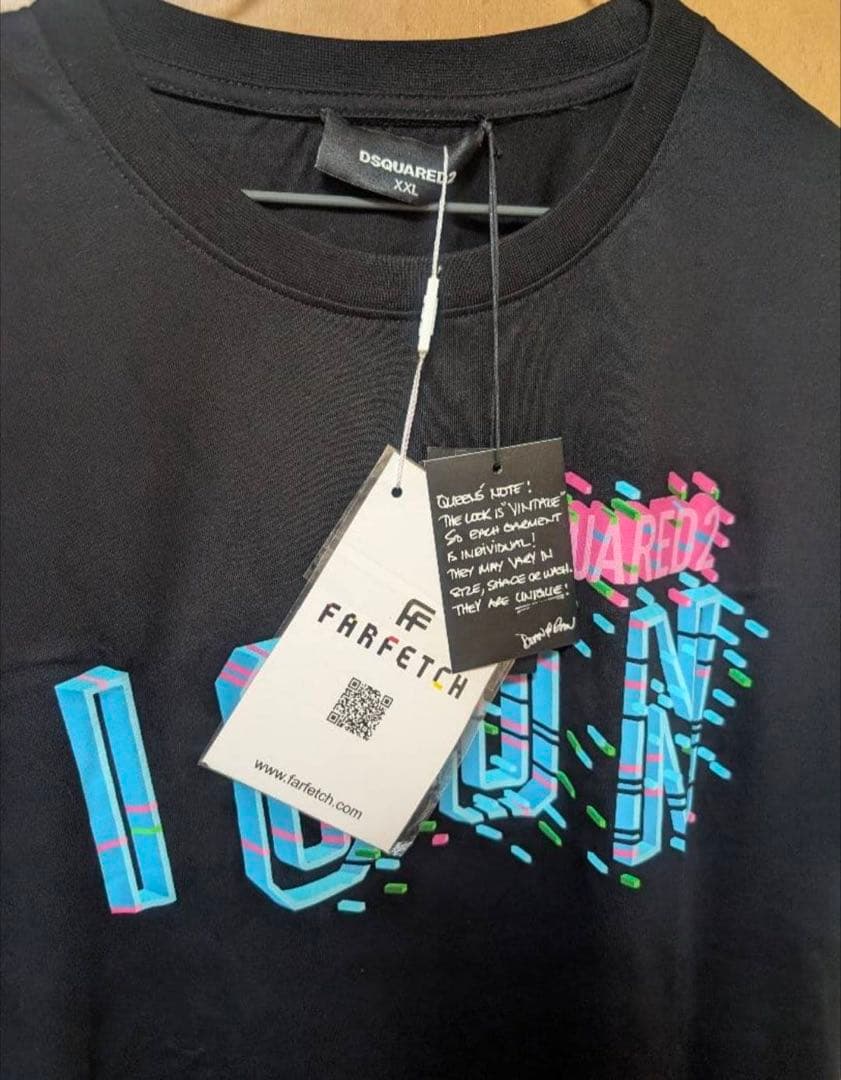 DSQUARED2
XXL
QUEENS' NOTE!
THE LOOK IS "VINTAGE"
SO EACH GARMENT
IS INDIVIDUAL!
THEY MAY VARY IN
SIZE, SHADE OR WASH.
THEY ARE UNIQUE!
UARED2
FARFETCH
www.farfetch.com
ICON